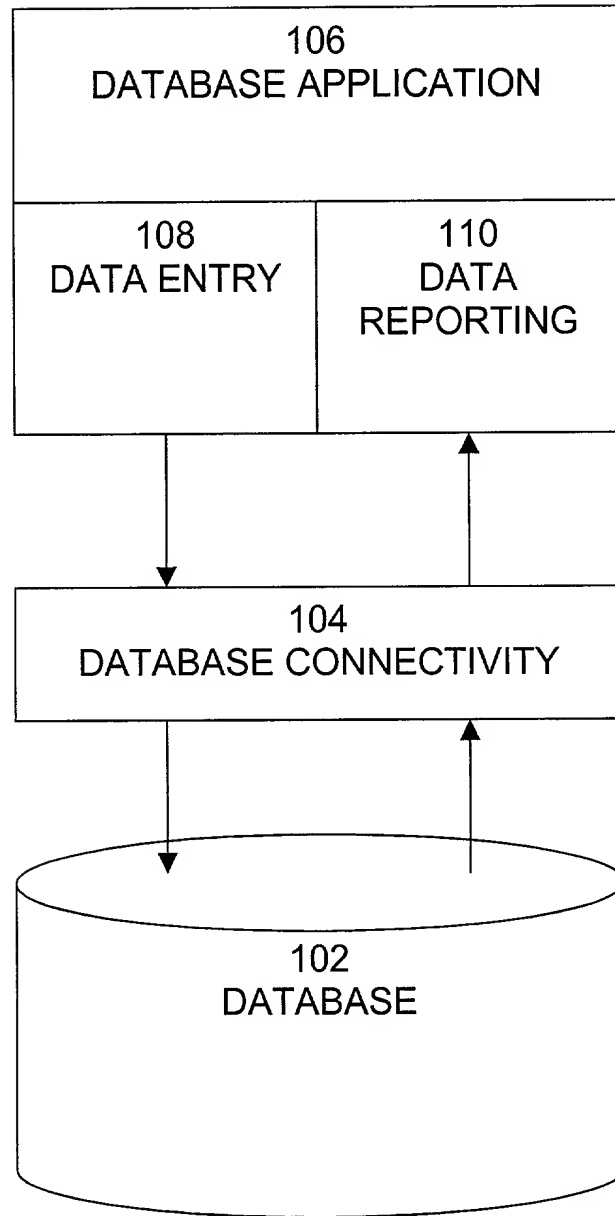 106
DATABASE APPLICATION
108
DATA ENTRY
110
DATA
REPORTING
104
DATABASE CONNECTIVITY
102
DATABASE